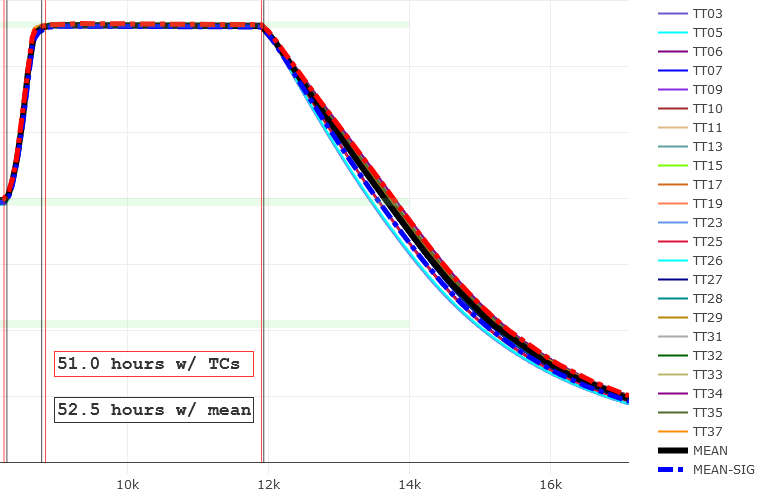 TT03
TT05
TT06
TT07
TT09
TT10
TT11
TT13
TT15
TT17
TT19
TT23
TT25
TT26
TT27
TT28
TT29
TT31
TT32
TT33
TT34
TT35
TT37
MEAN
MEAN-SIG
51.0 hours w/ TCs
52.5 hours w/ mean
10k
12k
14k
16k